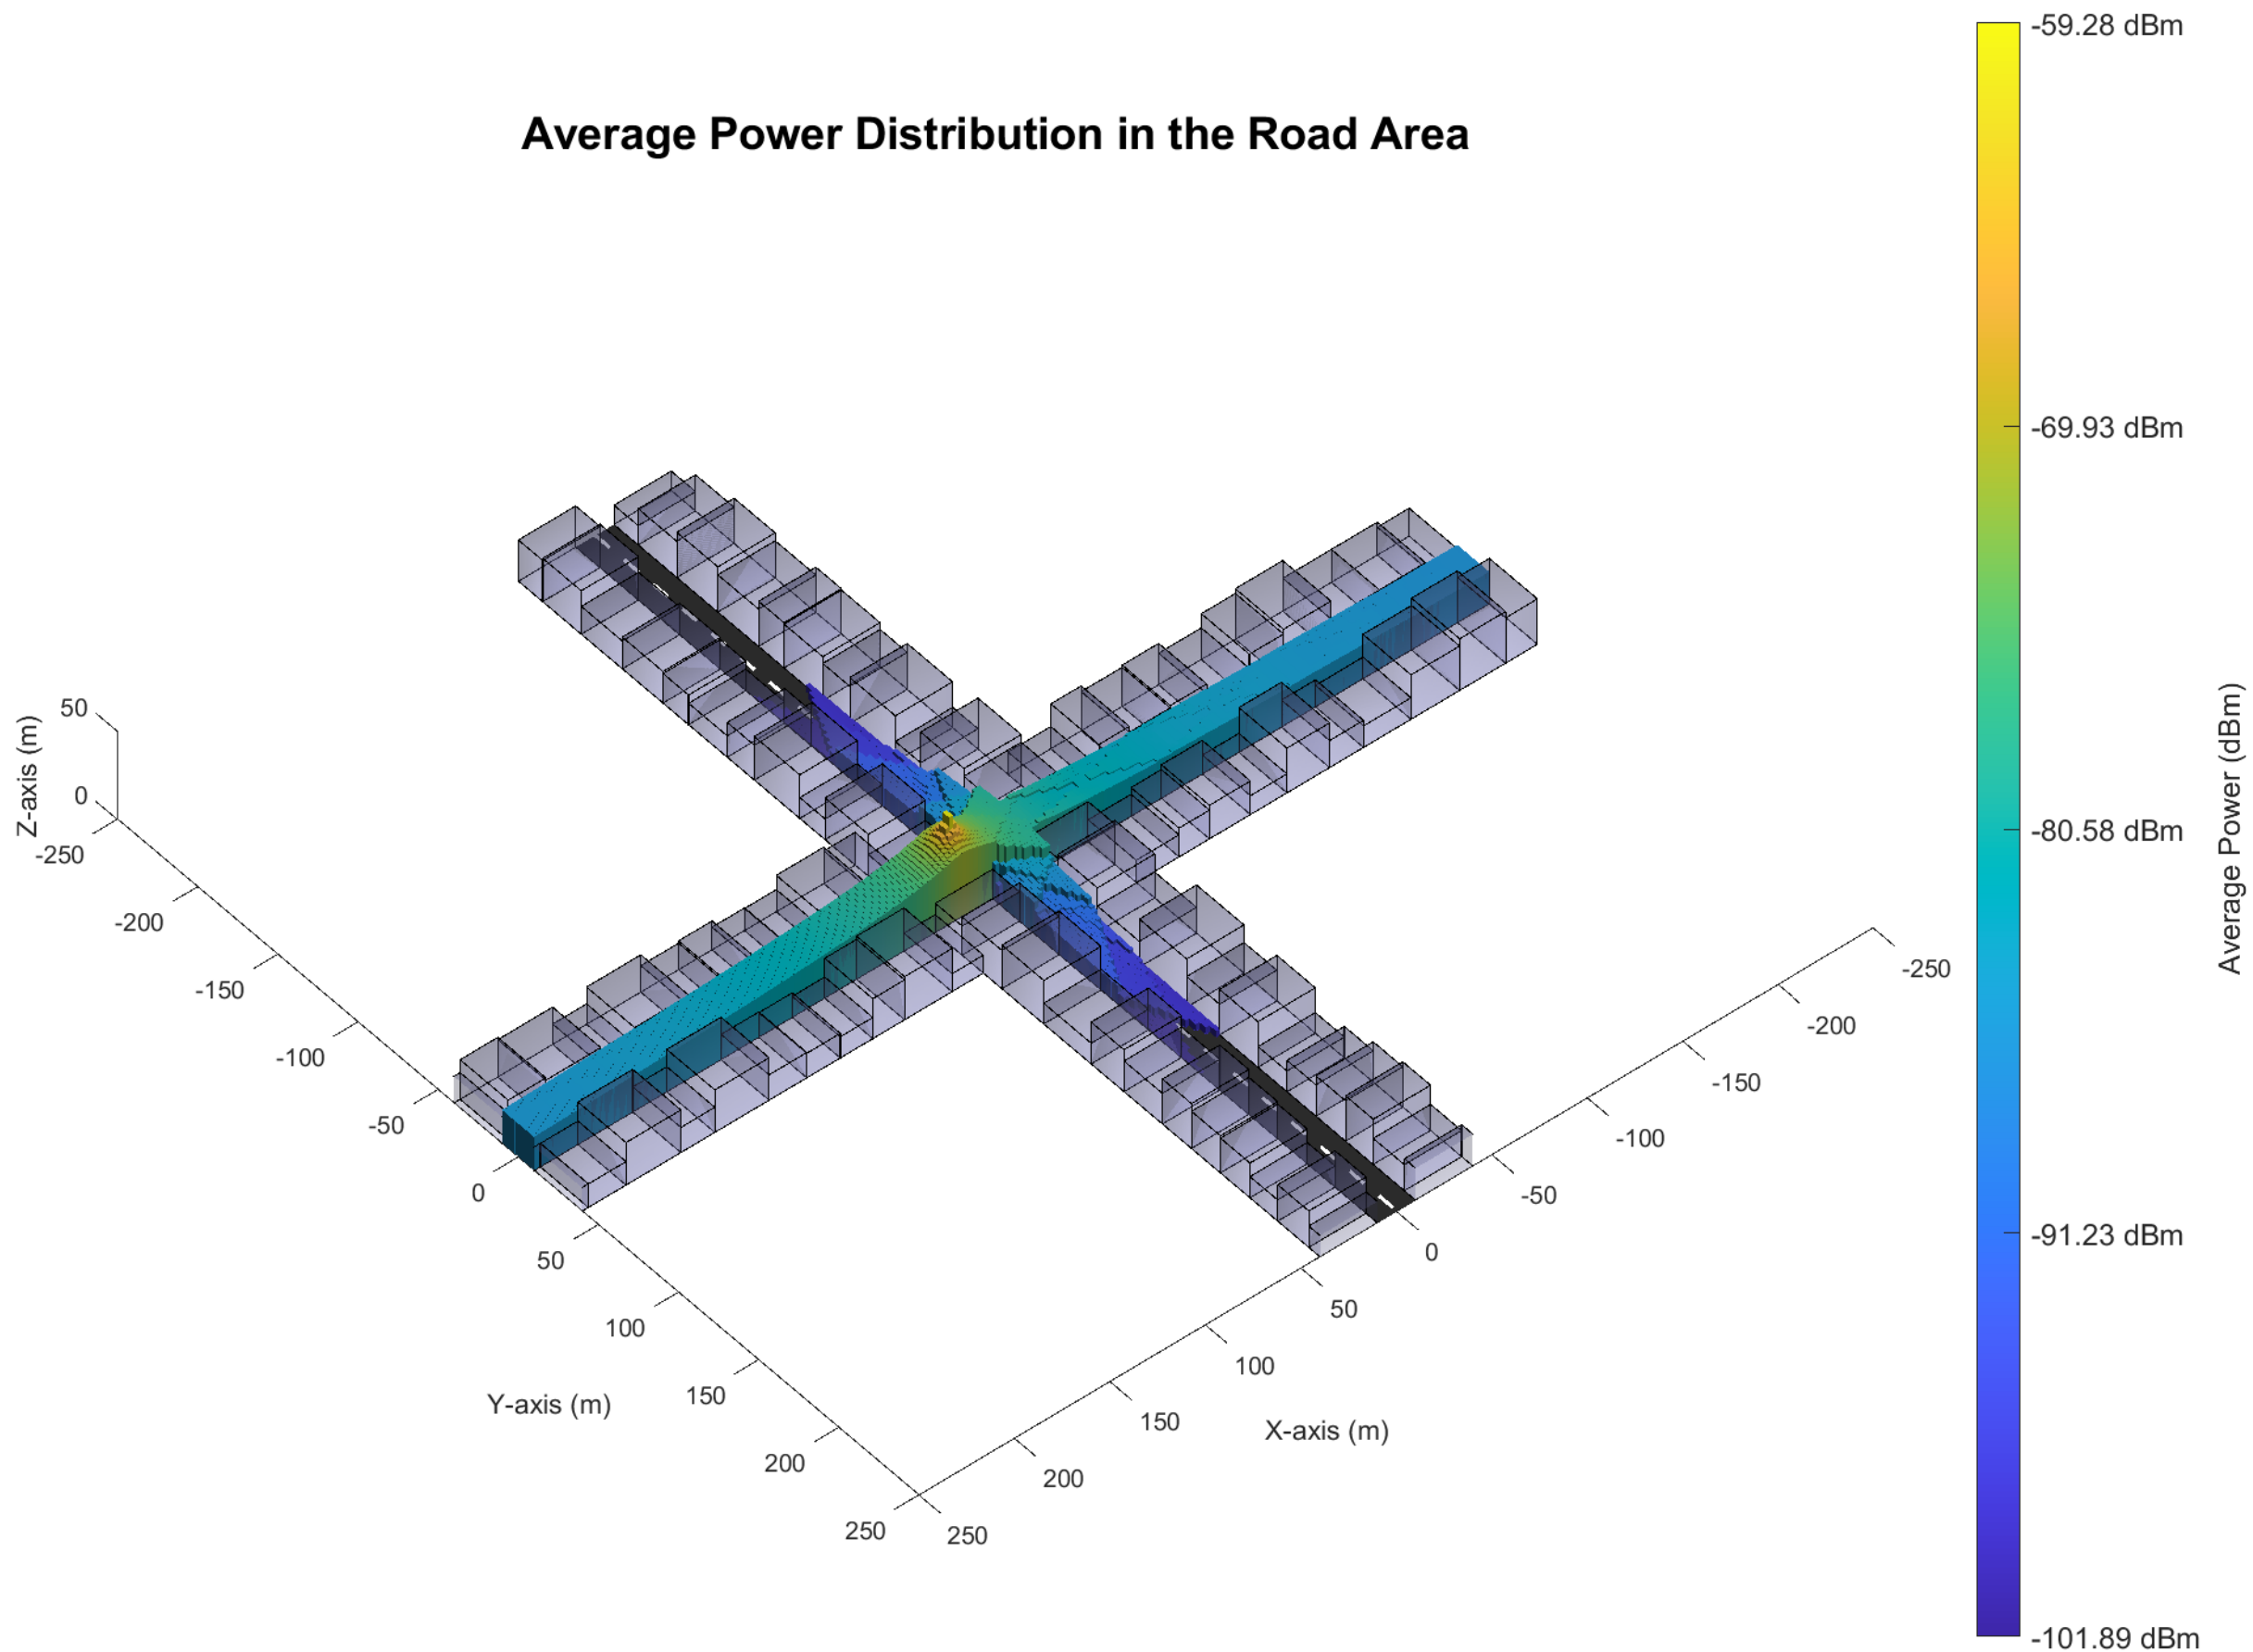 Average Power Distribution in the Road Area
-59.28 dBm
-69.93 dBm
-80.58 dBm
-91.23 dBm
-101.89 dBm
Average Power (dBm)
Z-axis (m)
50
0
-250
-200
-150
-100
-50
0
50
100
150
200
250
Y-axis (m)
-250
-200
-150
-100
-50
0
50
100
150
200
250
X-axis (m)